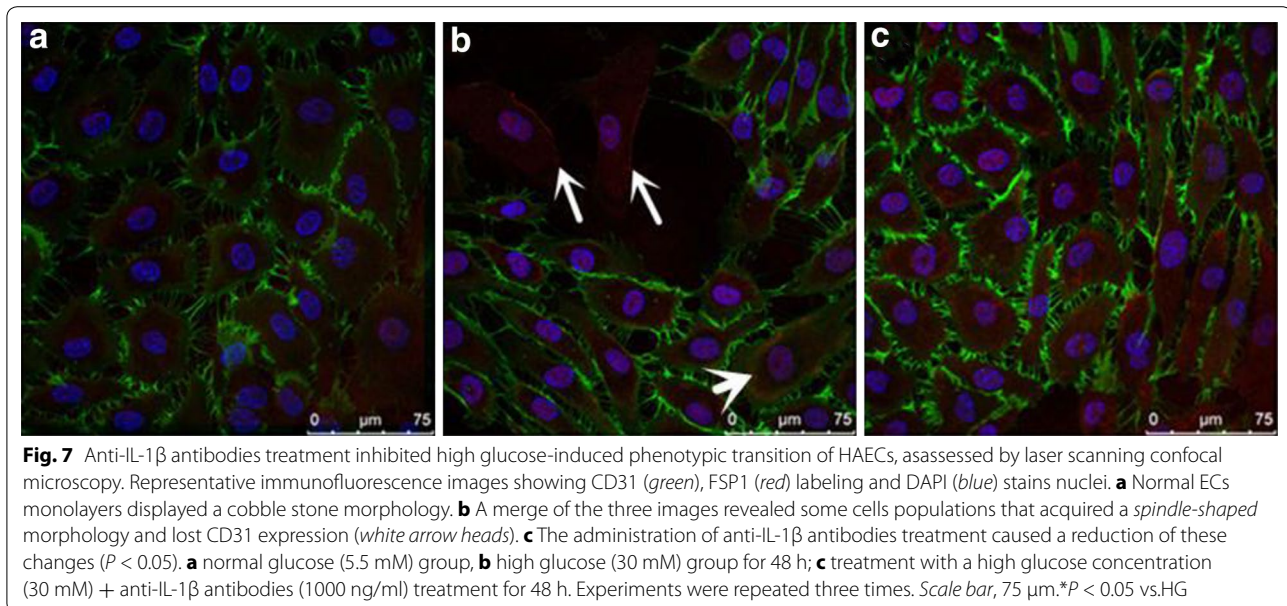 a b c
0 µm 75 0 µm 75 0 µm 75
Fig. 7 Anti-IL-1β antibodies treatment inhibited high glucose-induced phenotypic transition of HAECs, asassessed by laser scanning confocal
microscopy. Representative immunofluorescence images showing CD31 (green), FSP1 (red) labeling and DAPI (blue) stains nuclei. a Normal ECs
monolayers displayed a cobble stone morphology. b A merge of the three images revealed some cells populations that acquired a spindle-shaped
morphology and lost CD31 expression (white arrow heads). c The administration of anti-IL-1β antibodies treatment caused a reduction of these
changes (P < 0.05). a normal glucose (5.5 mM) group, b high glucose (30 mM) group for 48 h; c treatment with a high glucose concentration
(30 mM) + anti-IL-1β antibodies (1000 ng/ml) treatment for 48 h. Experiments were repeated three times. Scale bar, 75 µm.*P < 0.05 vs.HG